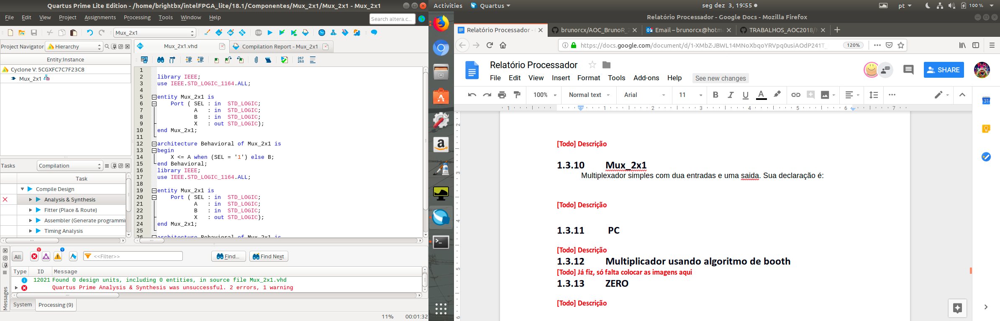 Quartus Prime Lite Edition - /home/brightbx/intelFPGA_lite/18.1/Componentes/Mux_2x1/Mux_2x1 - Mux_2x1
File Edit View Project Assignments Processing Tools Window Help
Search altera.c...
Mux_2x1
Project Navigator Hierarchy
Entity:Instance
Cyclone V: 5CGXFC7C7F23C8
Mux_2x1
Tasks Compilation
Task
Compile Design
Analysis & Synthesis
Fitter (Place & Route)
Assembler (Generate programmi
Timing Analysis
Mux_2x1.vhd
Compilation Report - Mux_2x1
267
268
1
2 library IEEE;
3 use IEEE.STD_LOGIC_1164.ALL;
4
5 entity Mux_2x1 is
6 Port ( SEL : in STD_LOGIC;
7 A : in STD_LOGIC;
8 B : in STD_LOGIC;
9 X : out STD_LOGIC);
10 end Mux_2x1;
11
12 architecture Behavioral of Mux_2x1 is
13 begin
14 X <= A when (SEL = '1') else B;
15 end Behavioral;
16 library IEEE;
17 use IEEE.STD_LOGIC_1164.ALL;
18
19 entity Mux_2x1 is
20 Port ( SEL : in STD_LOGIC;
21 A : in STD_LOGIC;
22 B : in STD_LOGIC;
23 X : out STD_LOGIC);
24 end Mux_2x1;
25
26 architecture Behavioral of Mux_2x1 is
All 3 1 <<Filter>> Find... Find Next
Type ID Message
12021 Found 0 design units, including 0 entities, in source file Mux_2x1.vhd
Quartus Prime Analysis & Synthesis was unsuccessful. 2 errors, 1 warning
Messages
System Processing (9)
11% 00:01:32
Activities Quartus seg dez 3, 19:55 pt 100 %
Relatório Processador - Google Docs - Mozilla Firefox
Relatório Processador - brunorcx/AOC_BrunoR_ Email – brunorcx@hotm TRABALHOS_AOC2018/
https://docs.google.com/document/d/1-XMbZ-JBWL14MNoXbqoYRVpq0usiAOdP241T_ 120%
Relatório Processador
File Edit View Insert Format Tools Add-ons Help See new changes
SHARE
100% Normal text Arial 11
1 1 2 3 4 5 6 7
2
3
4
5
6
31
[Todo] Descrição
1.3.10 Mux_2x1
Multiplexador simples com dua entradas e uma saida. Sua declaração é:
[Todo] Descrição
1.3.11 PC
[Todo] Descrição
1.3.12 Multiplicador usando algoritmo de booth
[Todo] Já fiz, só falta colocar as imagens aqui
1.3.13 ZERO
[Todo] Descrição